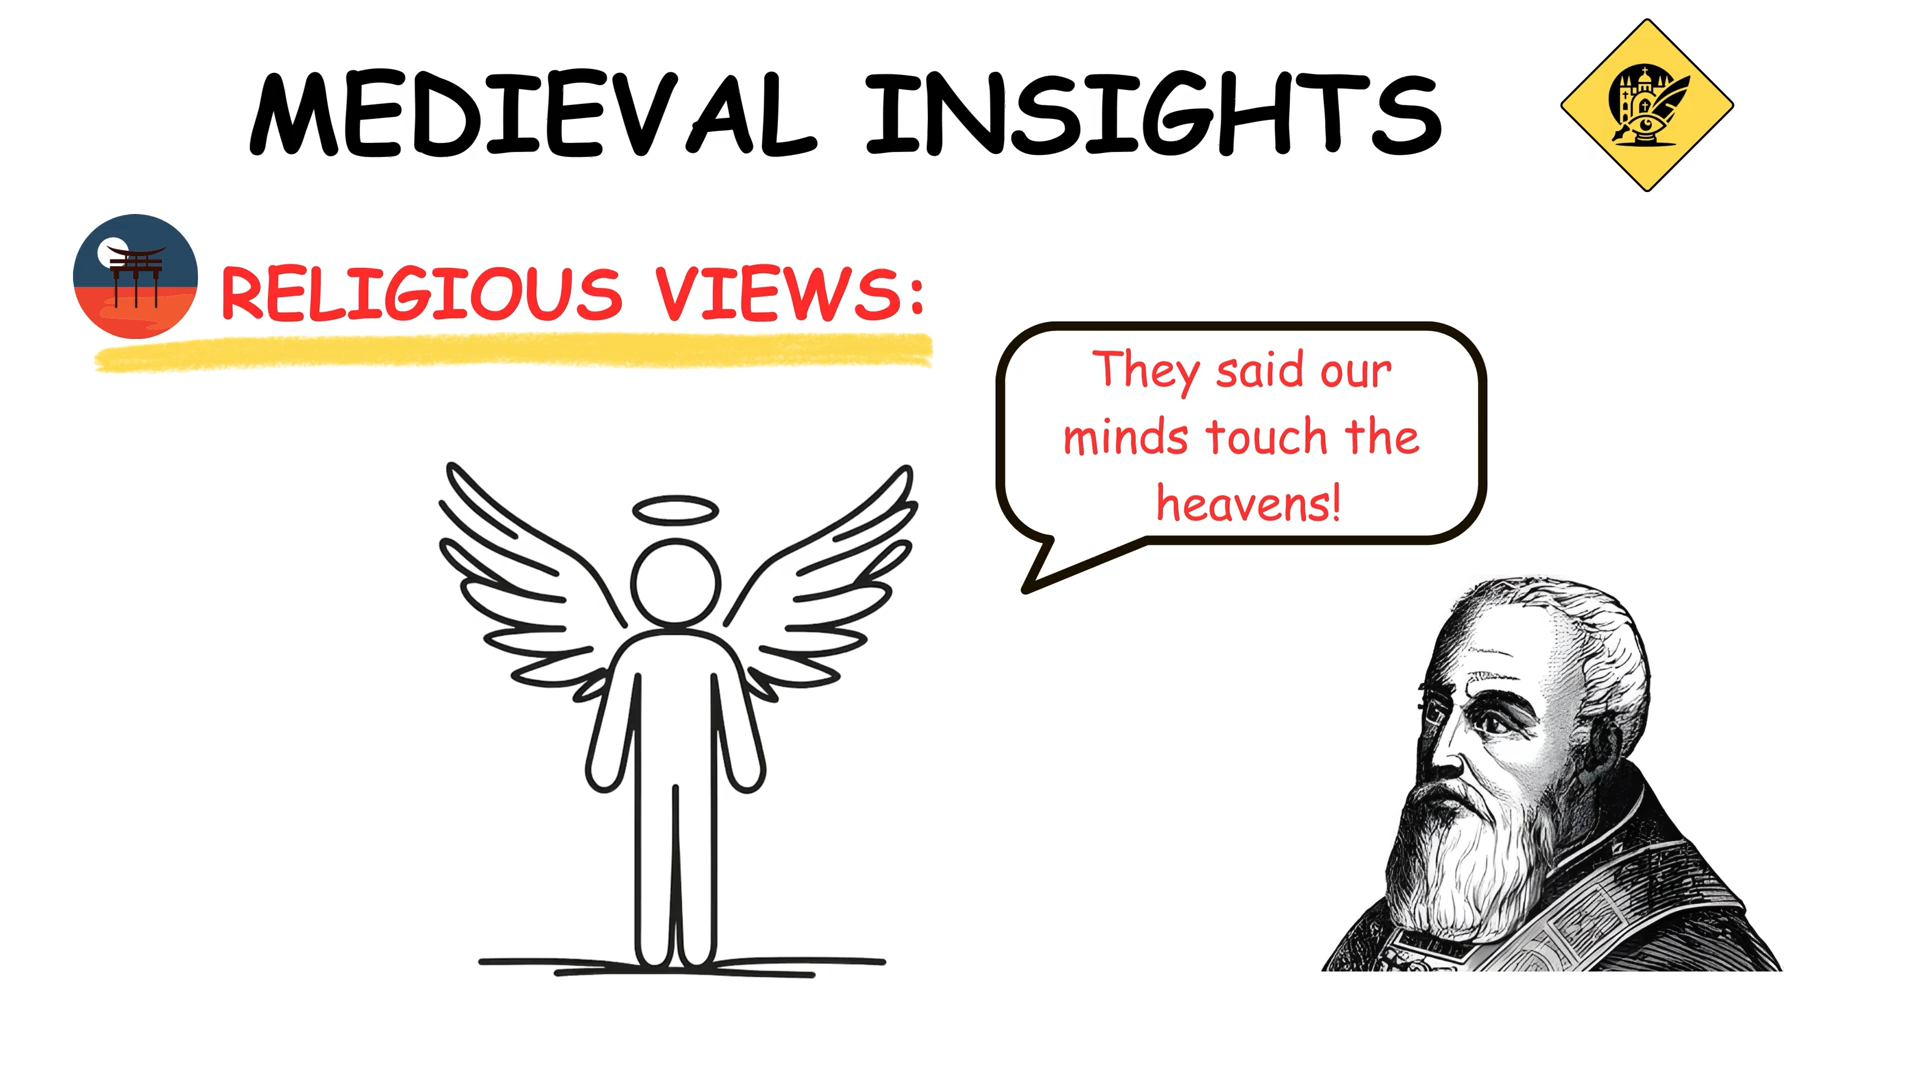 MEDIEVAL INSIGHTS
RELIGIOUS VIEWS:
They said our
minds touch the
heavens!